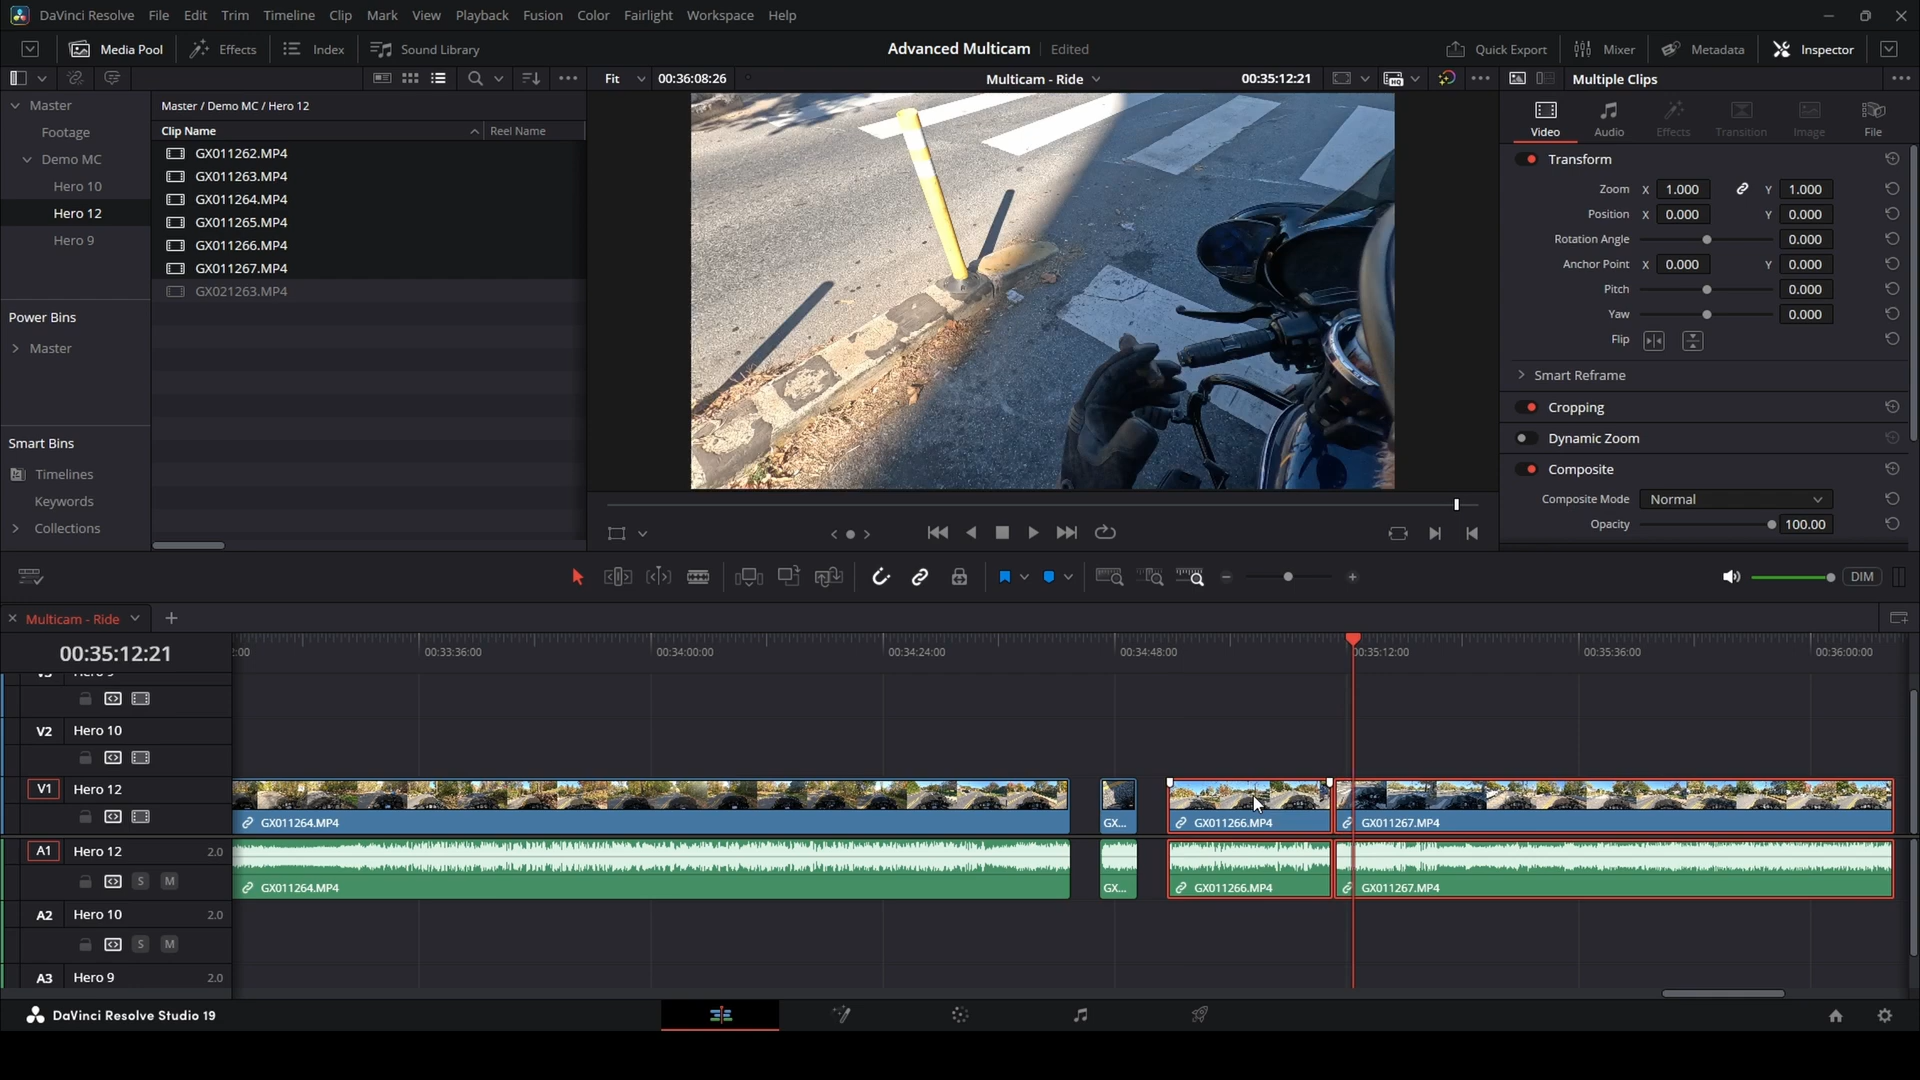 DaVinci Resolve File Edit Trim Timeline Clip Mark View Playback Fusion Color Fairlight Workspace Help
Media Pool Effects Index Sound Library Advanced Multicam Edited Quick Export Mixer Metadata Inspector
Fit 00:36:08:26 Multicam - Ride 00:35:12:21 Multiple Clips
Master
Footage
Demo MC
Hero 10
Hero 12
Hero 9
Power Bins
Master
Smart Bins
Timelines
Keywords
Collections
Master / Demo MC / Hero 12
Clip Name Reel Name
GX011262.MP4
GX011263.MP4
GX011264.MP4
GX011265.MP4
GX011266.MP4
GX011267.MP4
GX021263.MP4
Video Audio Effects Transition Image File
Transform
Zoom X 1.000 Y 1.000
Position X 0.000 Y 0.000
Rotation Angle 0.000
Anchor Point X 0.000 Y 0.000
Pitch 0.000
Yaw 0.000
Flip
Smart Reframe
Cropping
Dynamic Zoom
Composite
Composite Mode Normal
Opacity 100.00
DIM
Multicam - Ride
00:35:12:21
2:00 00:33:36:00 00:34:00:00 00:34:24:00 00:34:48:00 00:35:12:00 00:35:36:00 00:36:00:00
V2 Hero 10
V1 Hero 12
GX011264.MP4 GX... GX011266.MP4 GX011267.MP4
A1 Hero 12 2.0
S M
GX011264.MP4 GX... GX011266.MP4 GX011267.MP4
A2 Hero 10 2.0
S M
A3 Hero 9 2.0
DaVinci Resolve Studio 19